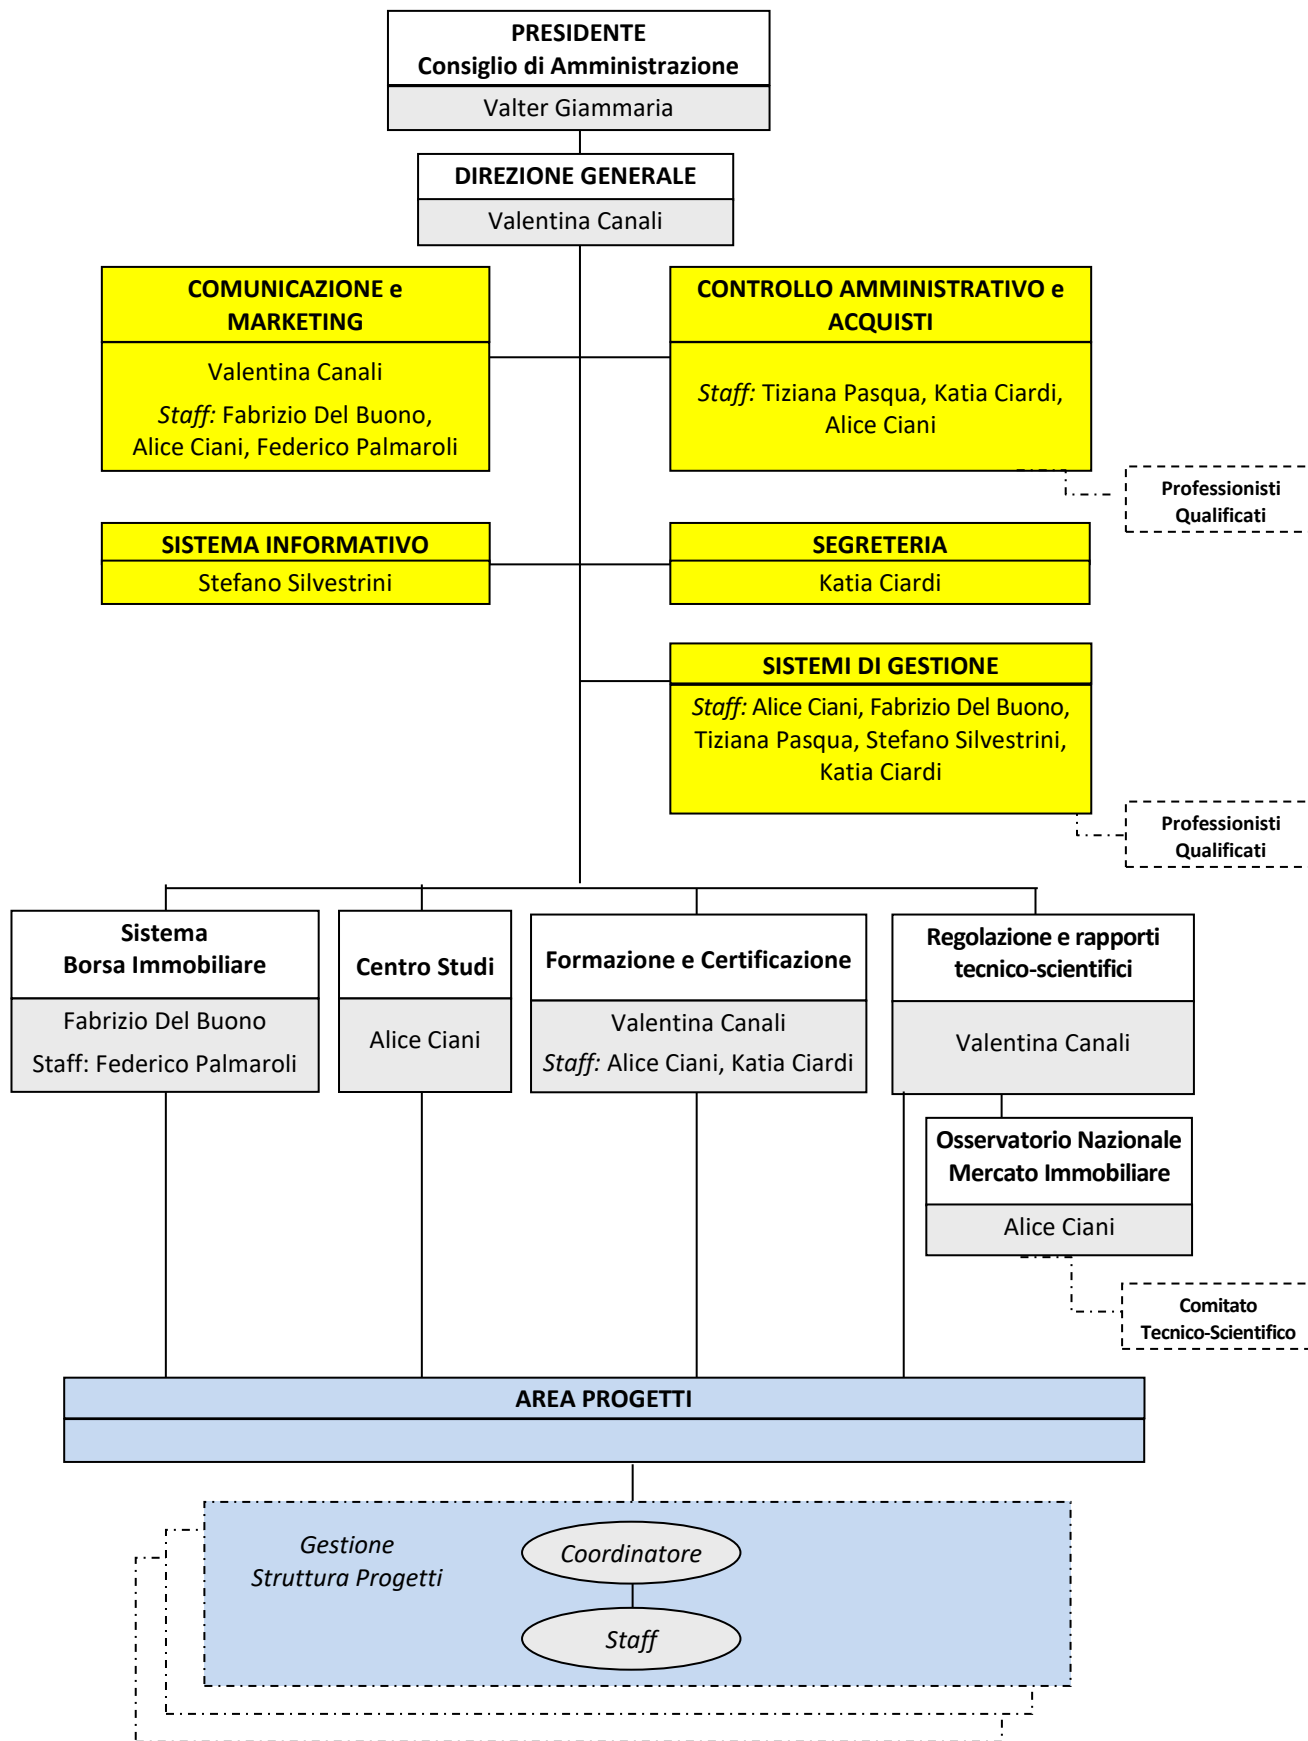 PRESIDENTE
Consiglio di Amministrazione
Valter Giammaria
DIREZIONE GENERALE
Valentina Canali
COMUNICAZIONE e
MARKETING
Valentina Canali
Staff: Fabrizio Del Buono,
Alice Ciani, Federico Palmaroli
CONTROLLO AMMINISTRATIVO e
ACQUISTI
Staff: Tiziana Pasqua, Katia Ciardi,
Alice Ciani
Professionisti
Qualificati
SISTEMA INFORMATIVO
Stefano Silvestrini
SEGRETERIA
Katia Ciardi
SISTEMI DI GESTIONE
Staff: Alice Ciani, Fabrizio Del Buono,
Tiziana Pasqua, Stefano Silvestrini,
Katia Ciardi
Professionisti
Qualificati
Sistema
Borsa Immobiliare
Fabrizio Del Buono
Staff: Federico Palmaroli
Centro Studi
Alice Ciani
Formazione e Certificazione
Valentina Canali
Staff: Alice Ciani, Katia Ciardi
Regolazione e rapporti
tecnico-scientifici
Valentina Canali
Osservatorio Nazionale
Mercato Immobiliare
Alice Ciani
Comitato
Tecnico-Scientifico
AREA PROGETTI
Gestione
Struttura Progetti
Coordinatore
Staff